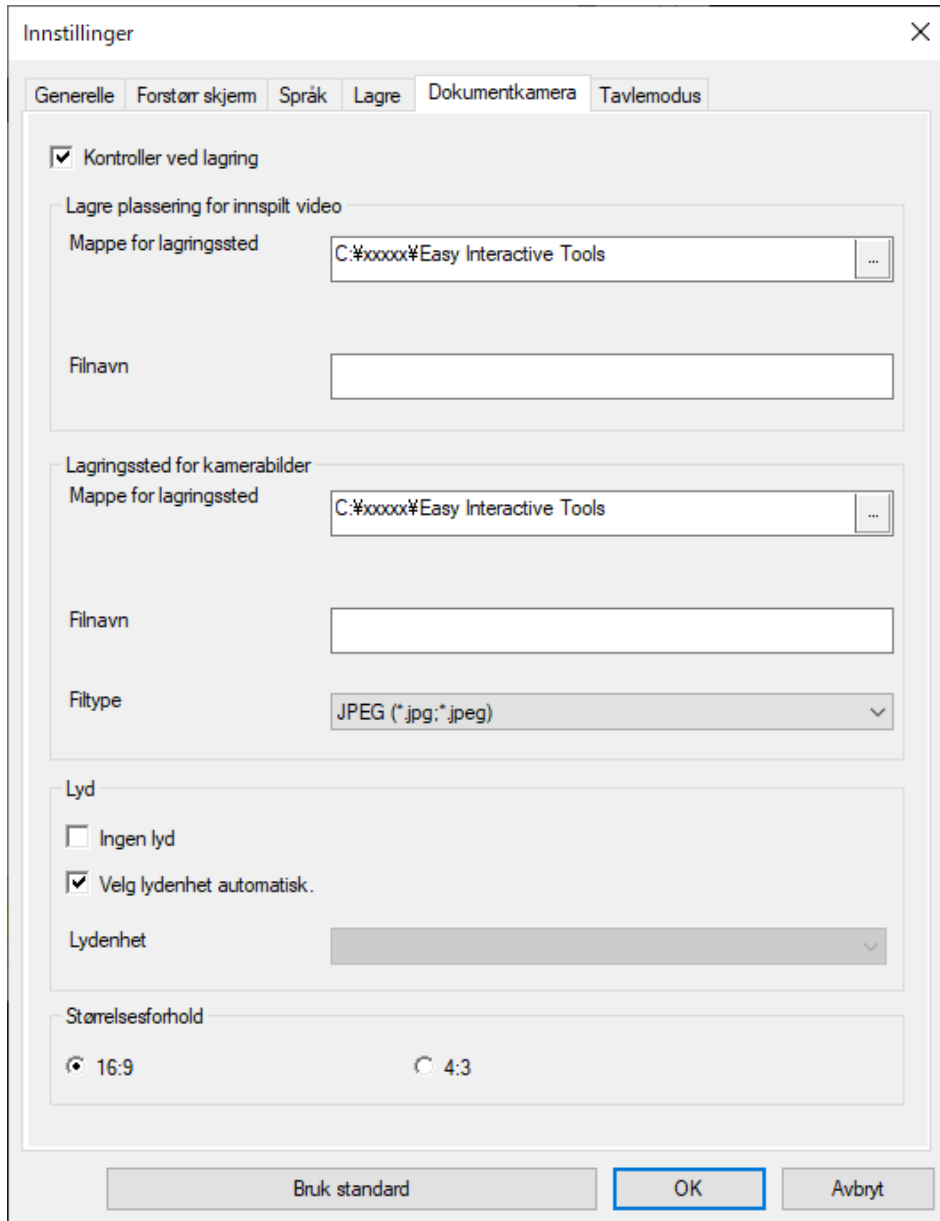 Innstillinger
Generelle Forstørr skjerm Språk Lagre Dokumentkamera Tavlemodus
Kontroller ved lagring
Lagre plassering for innspilt video
Mappe for lagringssted C:¥xxxxx¥Easy Interactive Tools ...
Filnavn
Lagringssted for kamerabilder
Mappe for lagringssted C:¥xxxxx¥Easy Interactive Tools ...
Filnavn
Filtype JPEG (*.jpg;*.jpeg)
Lyd
Ingen lyd
Velg lydenhet automatisk.
Lydenhet
Størrelsesforhold
16:9 4:3
Bruk standard OK Avbryt